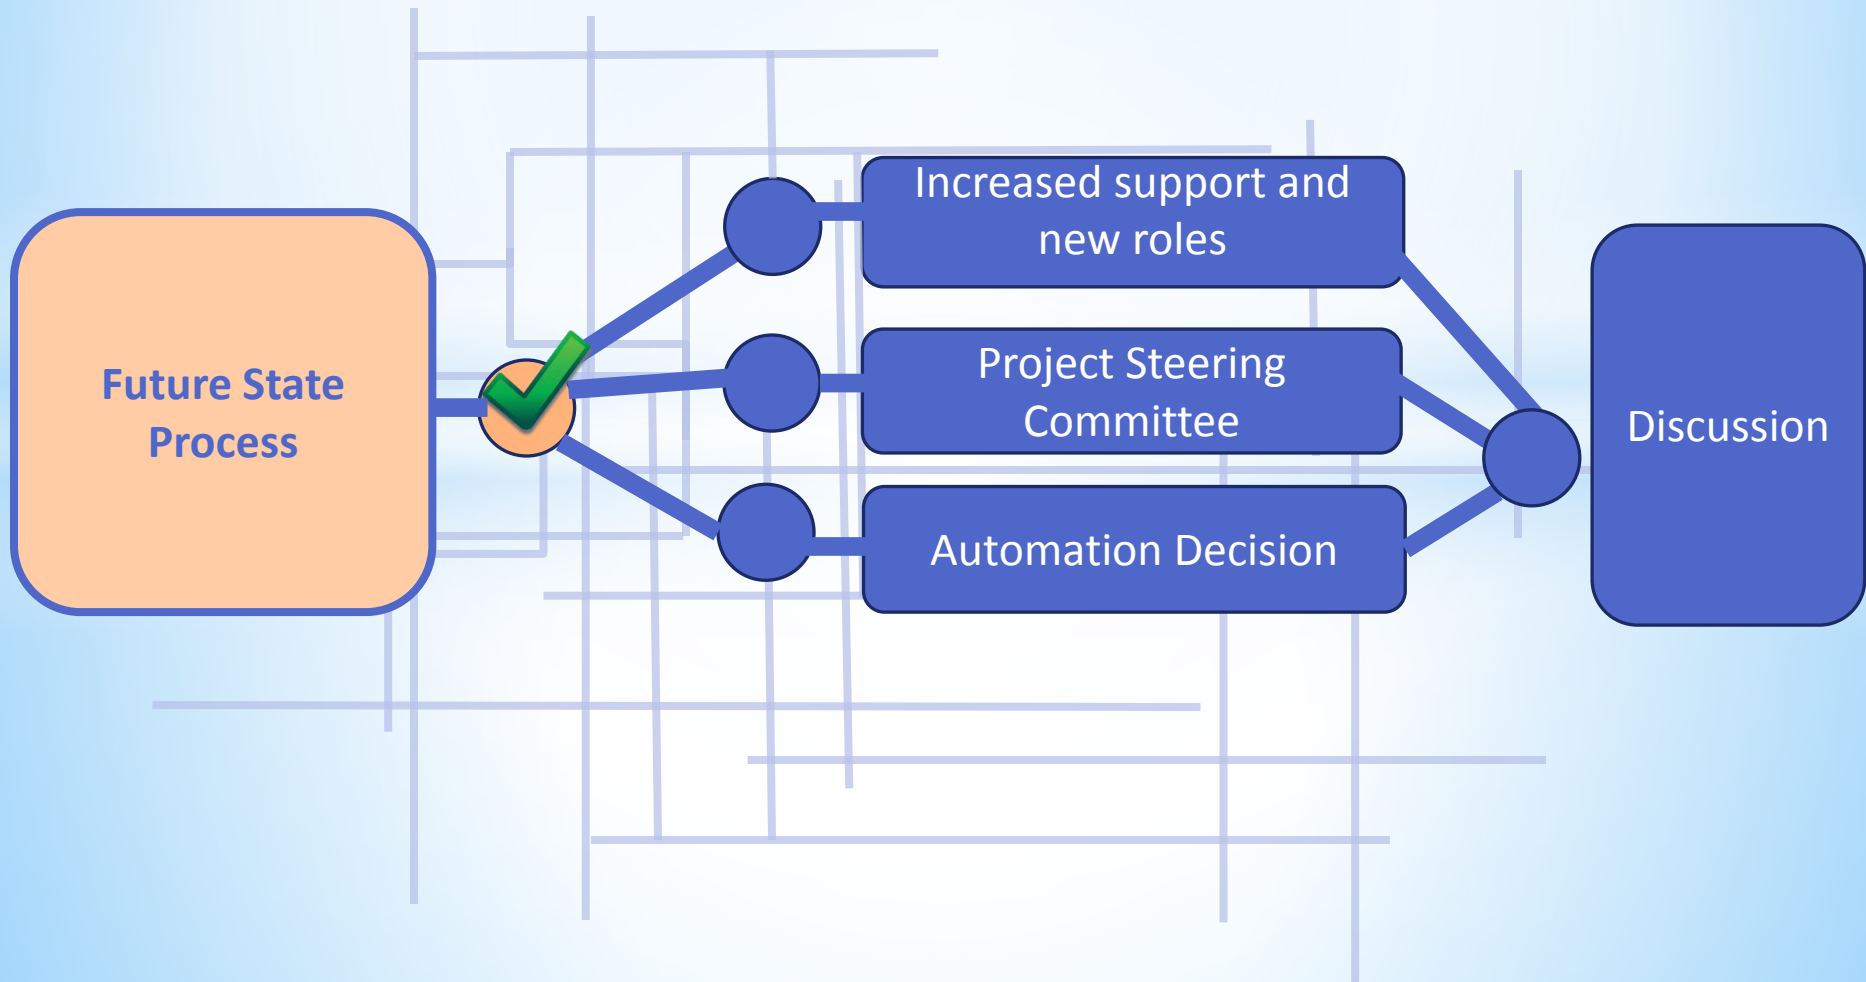 Future State
Process
Increased support and
new roles
Project Steering
Committee
Automation Decision
Discussion